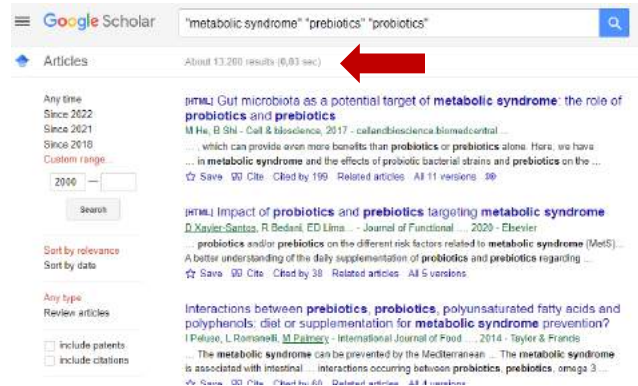 Google Scholar
"metabolic syndrome" "prebiotics" "probiotics"
Articles
About 13.200 results (0,03 sec)
Any time
Since 2022
Since 2021
Since 2018
Custom range...
2000 —
Search
Sort by relevance
Sort by date
Any type
Review articles
include patents
include citations
[HTML] Gut microbiota as a potential target of metabolic syndrome: the role of
probiotics and prebiotics
M He, B Shi - Cell & bioscience, 2017 - cellandbioscience.biomedcentral ...
... , which can provide even more benefits than probiotics or prebiotics alone. Here, we have
... in metabolic syndrome and the effects of probiotic bacterial strains and prebiotics on the ...
Save Cite Cited by 199 Related articles All 11 versions
[HTML] Impact of probiotics and prebiotics targeting metabolic syndrome
D Xavier-Santos, R Bedani, ED Lima... - Journal of Functional ..., 2020 - Elsevier
... probiotics and/or prebiotics on the different risk factors related to metabolic syndrome (MetS)...
A better understanding of the daily supplementation of probiotics and prebiotics regarding ...
Save Cite Cited by 38 Related articles All 5 versions
Interactions between prebiotics, probiotics, polyunsaturated fatty acids and
polyphenols: diet or supplementation for metabolic syndrome prevention?
I Peluso, L Romanelli, M Palmery - International Journal of Food ..., 2014 - Taylor & Francis
... The metabolic syndrome can be prevented by the Mediterranean ... The metabolic syndrome
is associated with intestinal ... interactions occurring between probiotics, prebiotics, omega 3 ...
Save Cite Cited by 60 Related articles All 4 versions